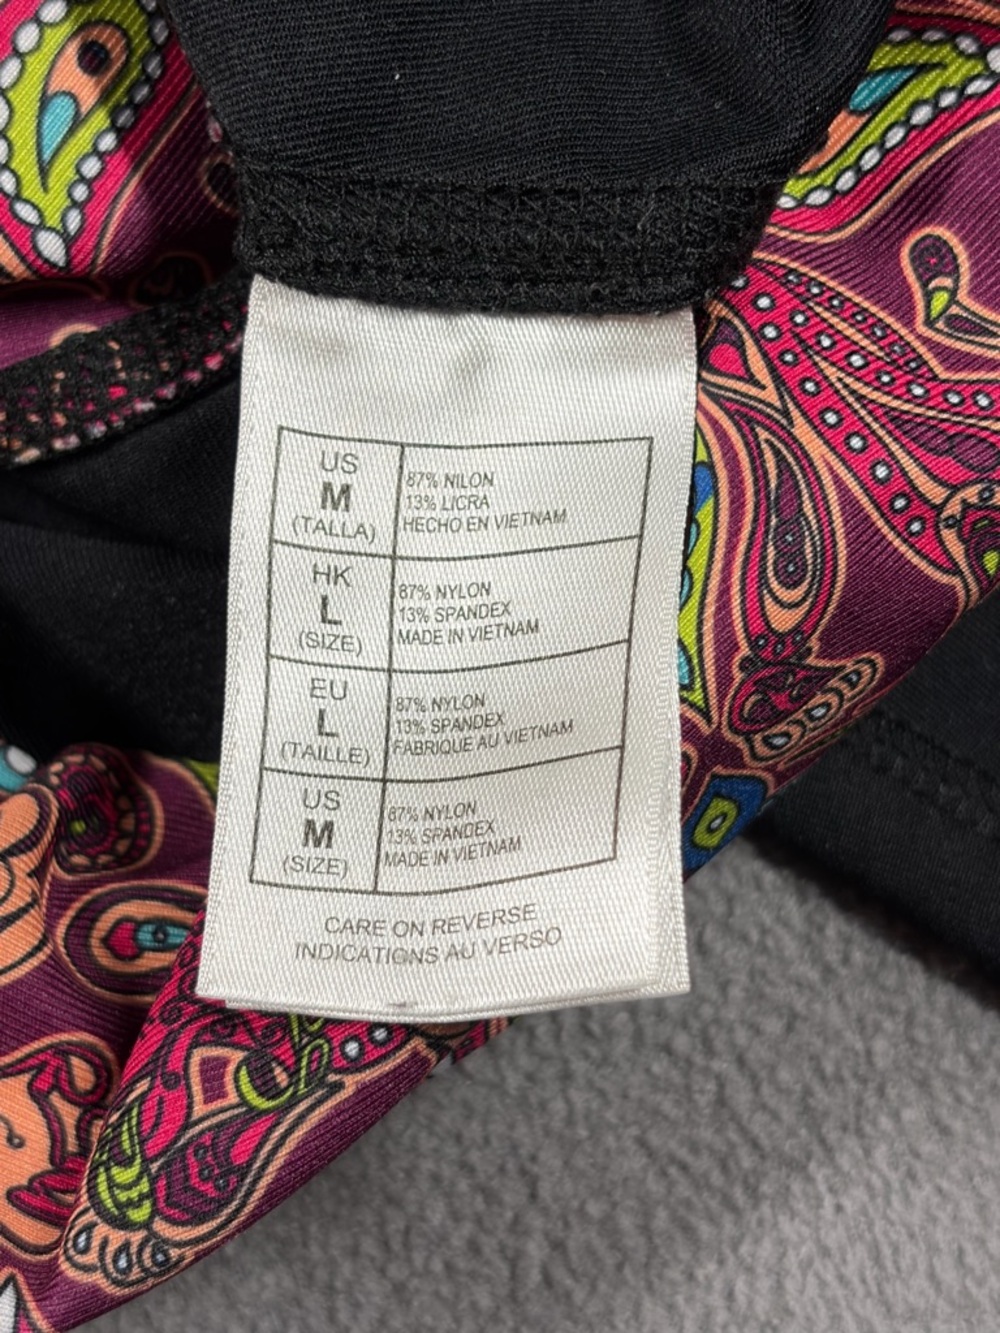 US
M
(TALLA)
87% NILON
13% LICRA
HECHO EN VIETNAM
HK
L
(SIZE)
87% NYLON
13% SPANDEX
MADE IN VIETNAM
EU
L
(TAILLE)
87% NYLON
13% SPANDEX
FABRIQUE AU VIETNAM
US
M
(SIZE)
87% NYLON
13% SPANDEX
MADE IN VIETNAM
CARE ON REVERSE
INDICATIONS AU VERSO